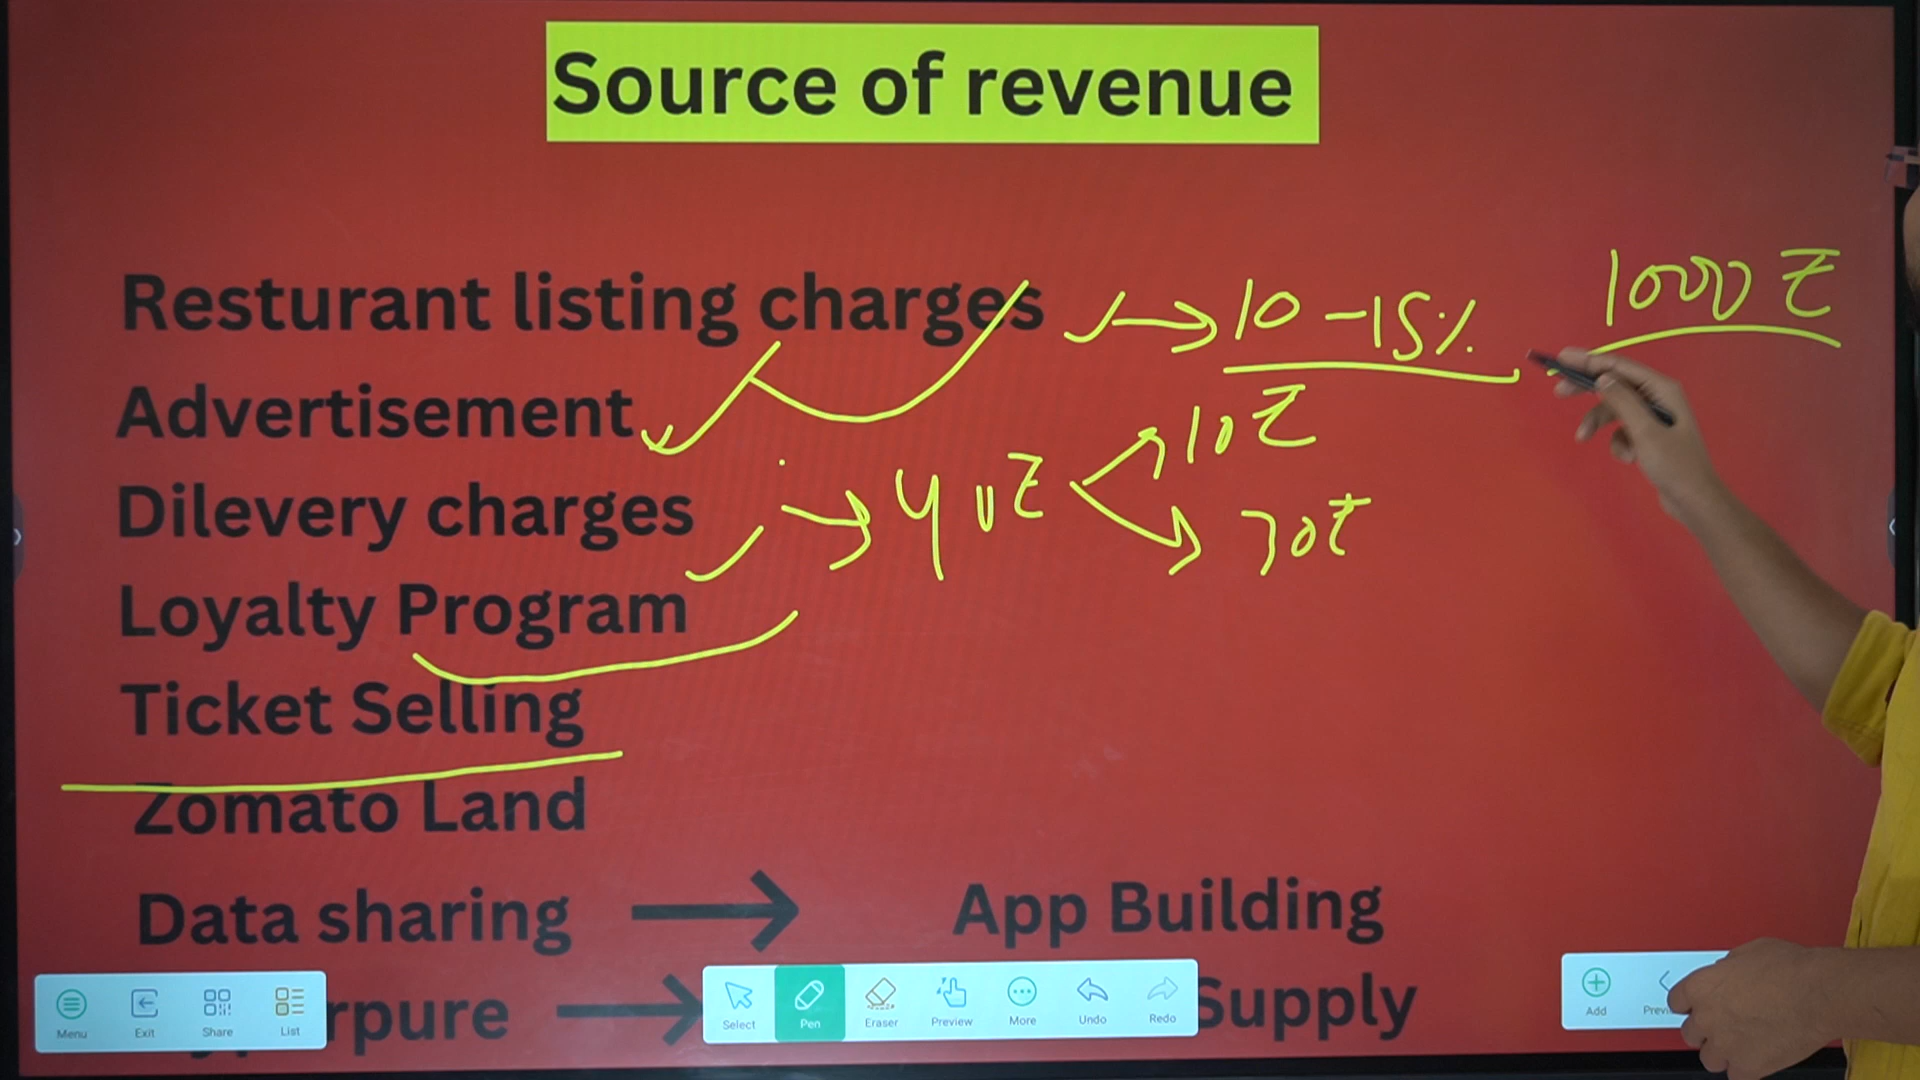 Source of revenue
1000 ₹
Resturant listing charges → 10-15%
Advertisement
10 ₹
Dilevery charges → 40₹
30₹
Loyalty Program
Ticket Selling
Zomato Land
Data sharing → App Building
rpure → Supply
Menu Exit Share List
Select Pen Eraser Preview More Undo Redo
Add